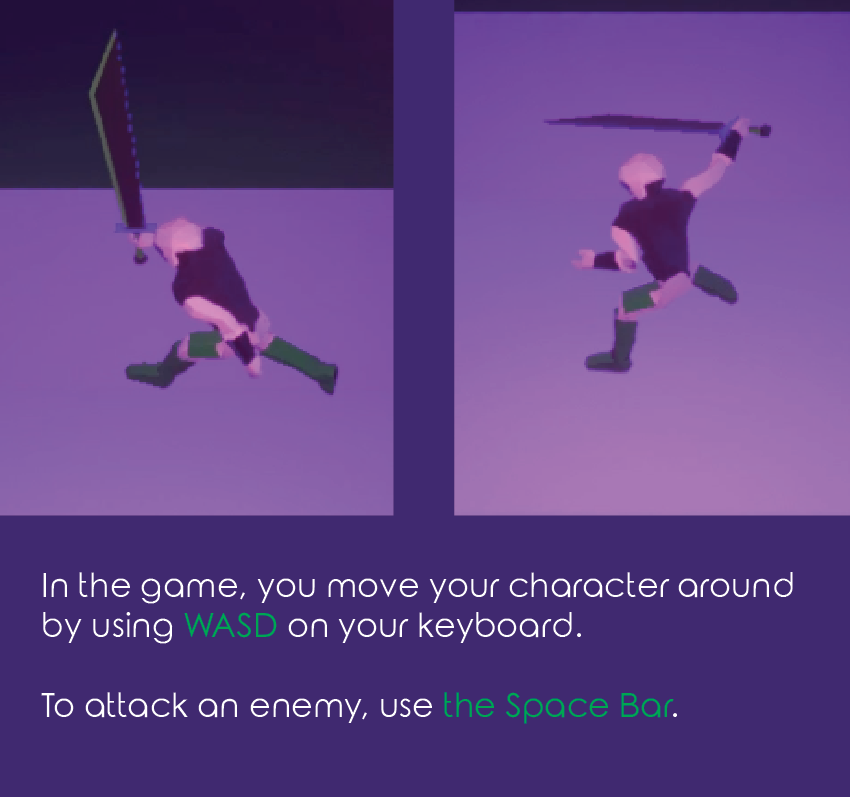 In the game, you move your character around
by using WASD on your keyboard.
To attack an enemy, use the Space Bar.